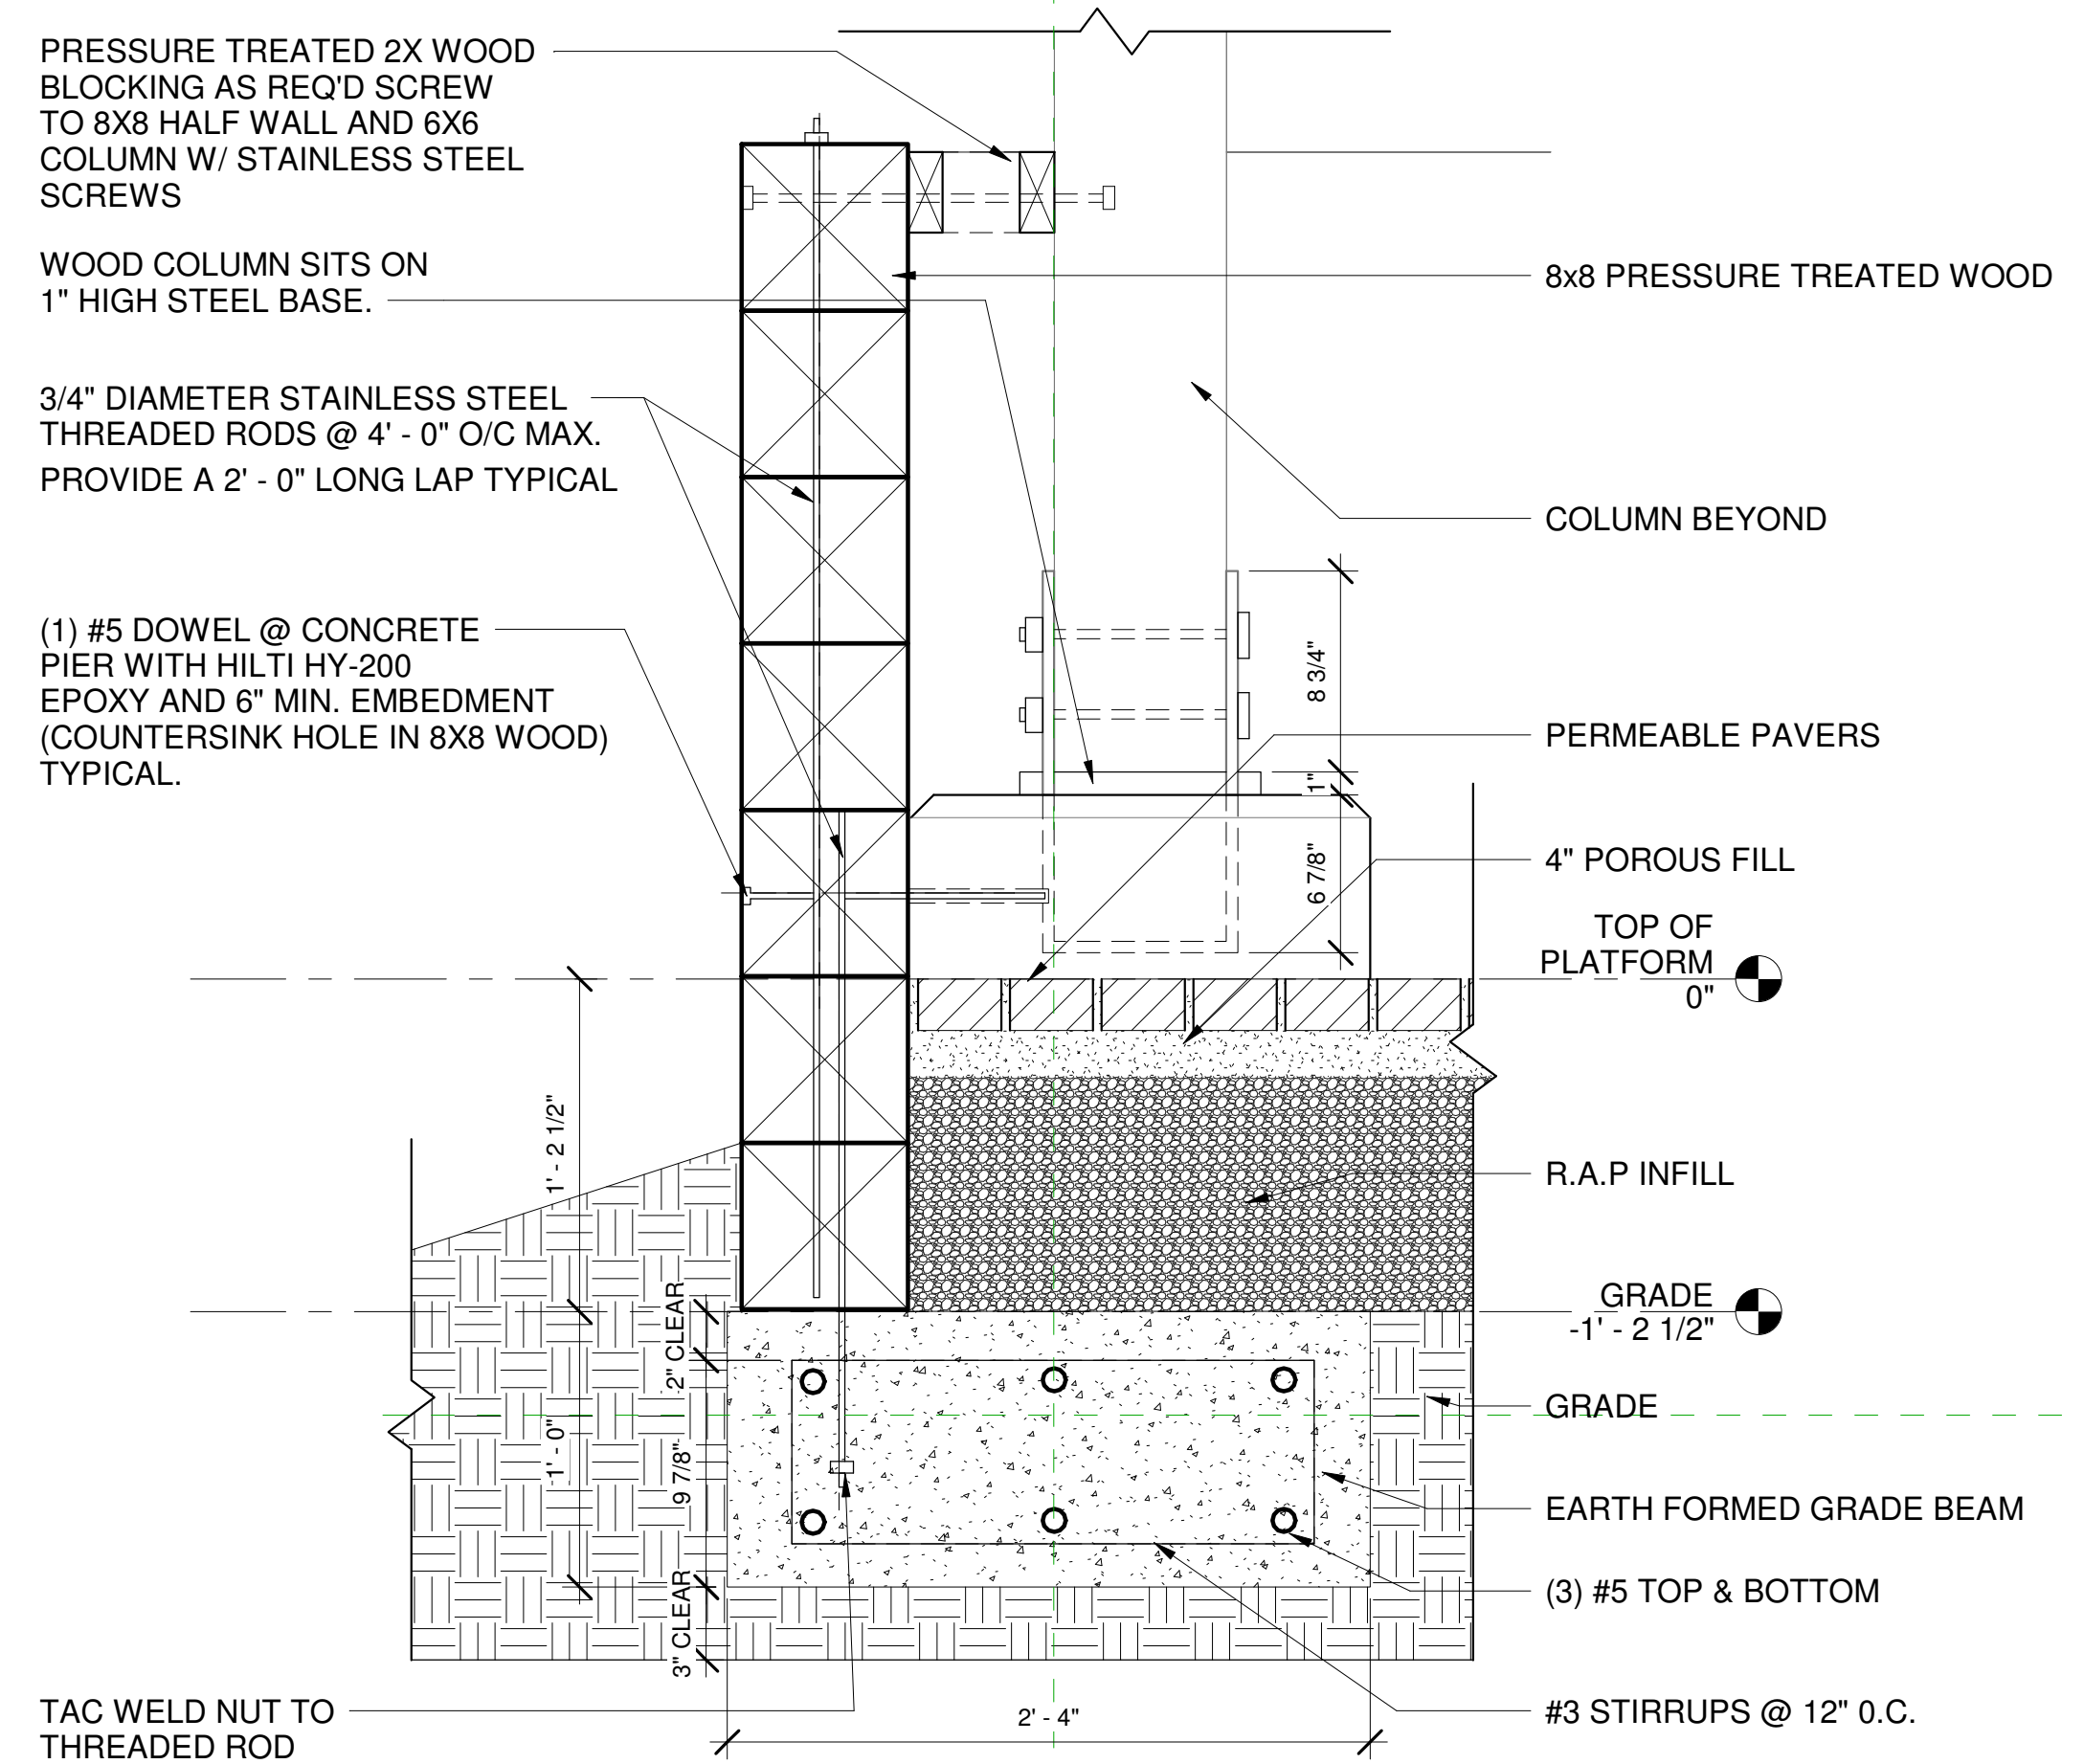 PRESSURE TREATED 2X WOOD
BLOCKING AS REQ'D SCREW
TO 8X8 HALF WALL AND 6X6
COLUMN W/ STAINLESS STEEL
SCREWS
WOOD COLUMN SITS ON
1" HIGH STEEL BASE.
3/4" DIAMETER STAINLESS STEEL
THREADED RODS @ 4' - 0" O/C MAX.
PROVIDE A 2' - 0" LONG LAP TYPICAL
(1) #5 DOWEL @ CONCRETE
PIER WITH HILTI HY-200
EPOXY AND 6" MIN. EMBEDMENT
(COUNTERSINK HOLE IN 8X8 WOOD)
TYPICAL.
TAC WELD NUT TO
THREADED ROD
1' - 2 1/2"
1' - 0"
2" CLEAR
9 7/8"
3" CLEAR
2' - 4"
8 3/4"
1"
6 7/8"
8x8 PRESSURE TREATED WOOD
COLUMN BEYOND
PERMEABLE PAVERS
4" POROUS FILL
TOP OF
PLATFORM
0"
R.A.P INFILL
GRADE
-1' - 2 1/2"
GRADE
EARTH FORMED GRADE BEAM
(3) #5 TOP & BOTTOM
#3 STIRRUPS @ 12" 0.C.